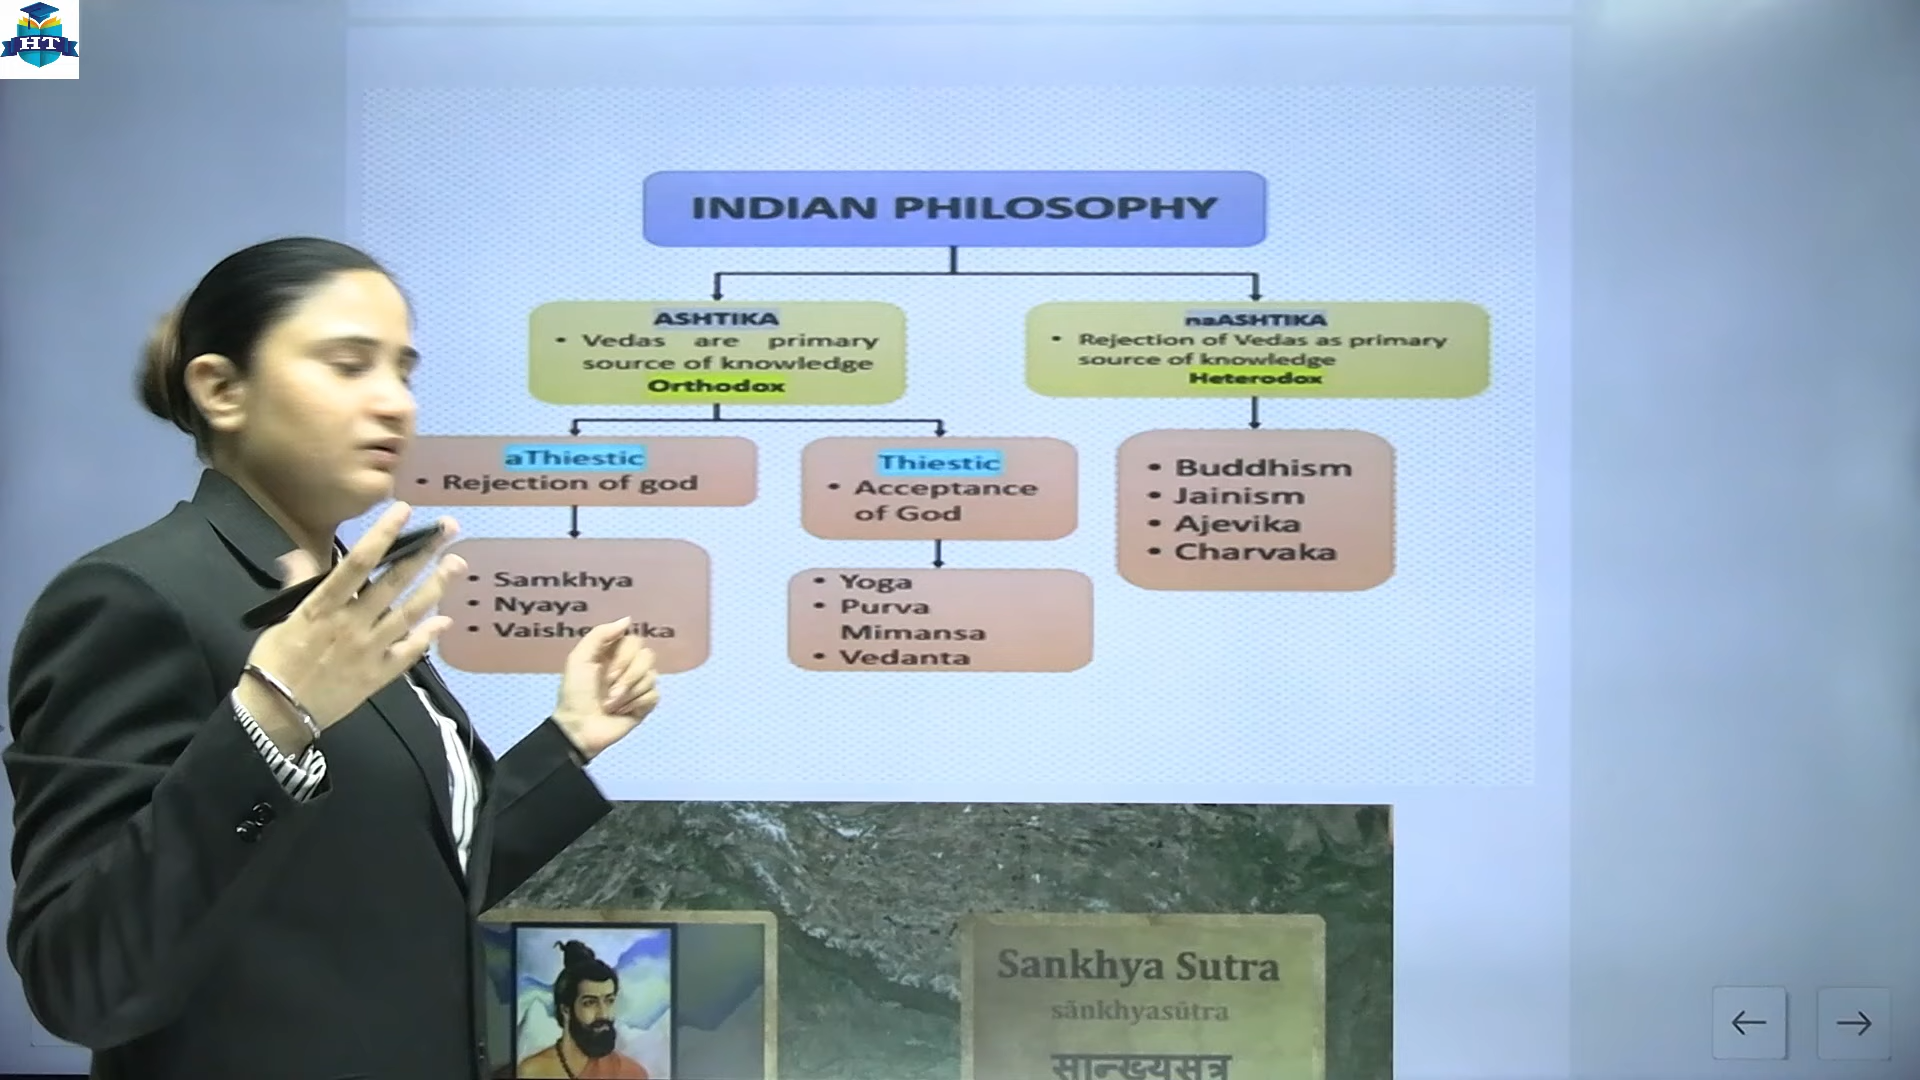 HT
INDIAN PHILOSOPHY
ASHTIKA
• Vedas are primary
source of knowledge
Orthodox
naASHTIKA
• Rejection of Vedas as primary
source of knowledge
Heterodox
aThiestic
• Rejection of god
Thiestic
• Acceptance
of God
• Buddhism
• Jainism
• Ajevika
• Charvaka
• Samkhya
• Nyaya
• Yoga
• Purva
Mimansa
• Vedanta
Sankhya Sutra
sānkhyasūtra
सान्ख्यसूत्र